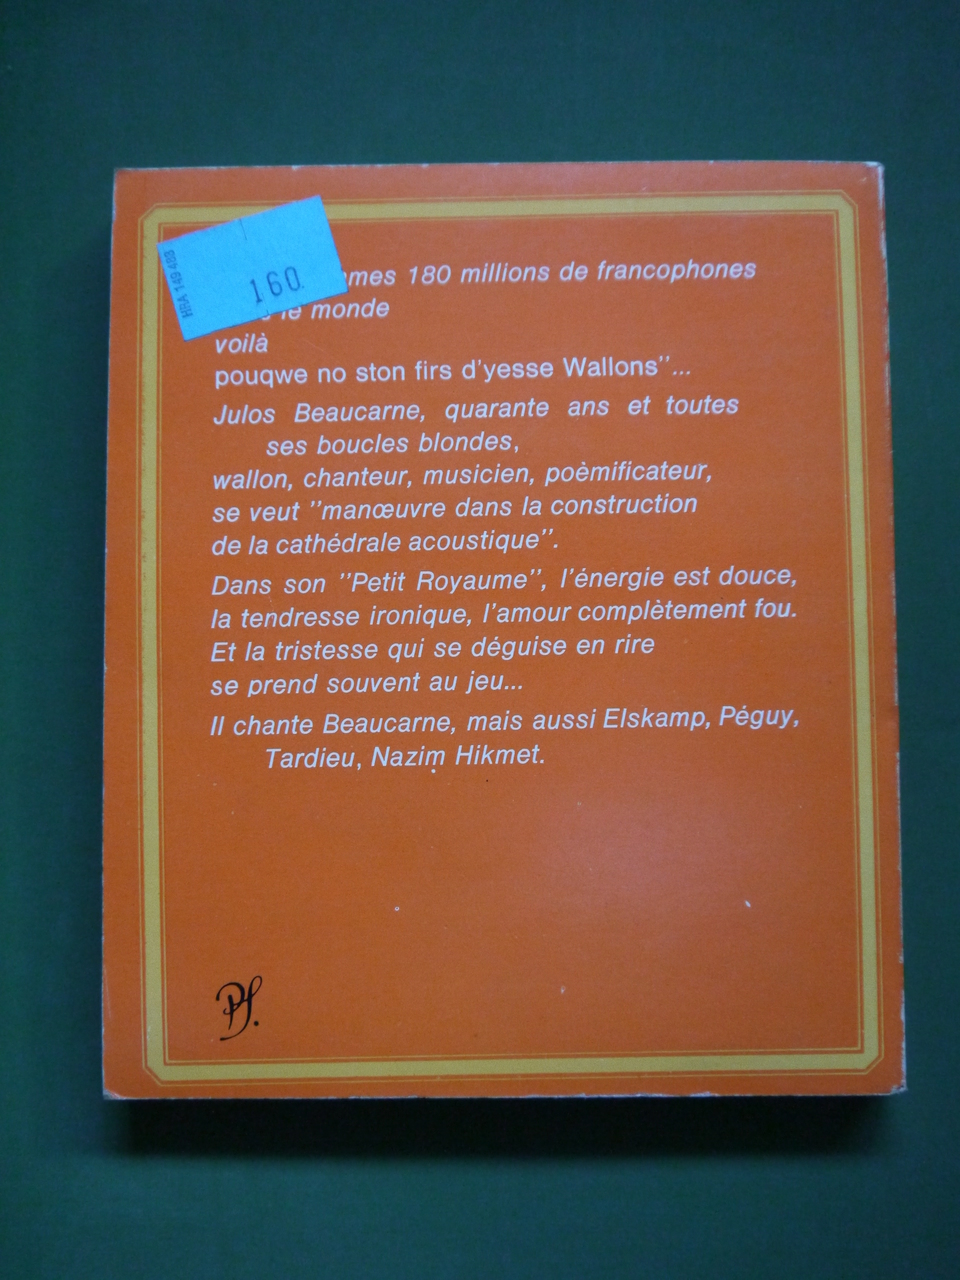 HRA 149 488
160
180 millions de francophones
le monde
voilà
pouqwe no ston firs d'yesse Wallons"...
Julos Beaucarne, quarante ans et toutes
ses boucles blondes,
wallon, chanteur, musicien, poèmificateur,
se veut "manœuvre dans la construction
de la cathédrale acoustique".
Dans son "Petit Royaume", l'énergie est douce,
la tendresse ironique, l'amour complètement fou.
Et la tristesse qui se déguise en rire
se prend souvent au jeu...
Il chante Beaucarne, mais aussi Elskamp, Péguy,
Tardieu, Nazim Hikmet.